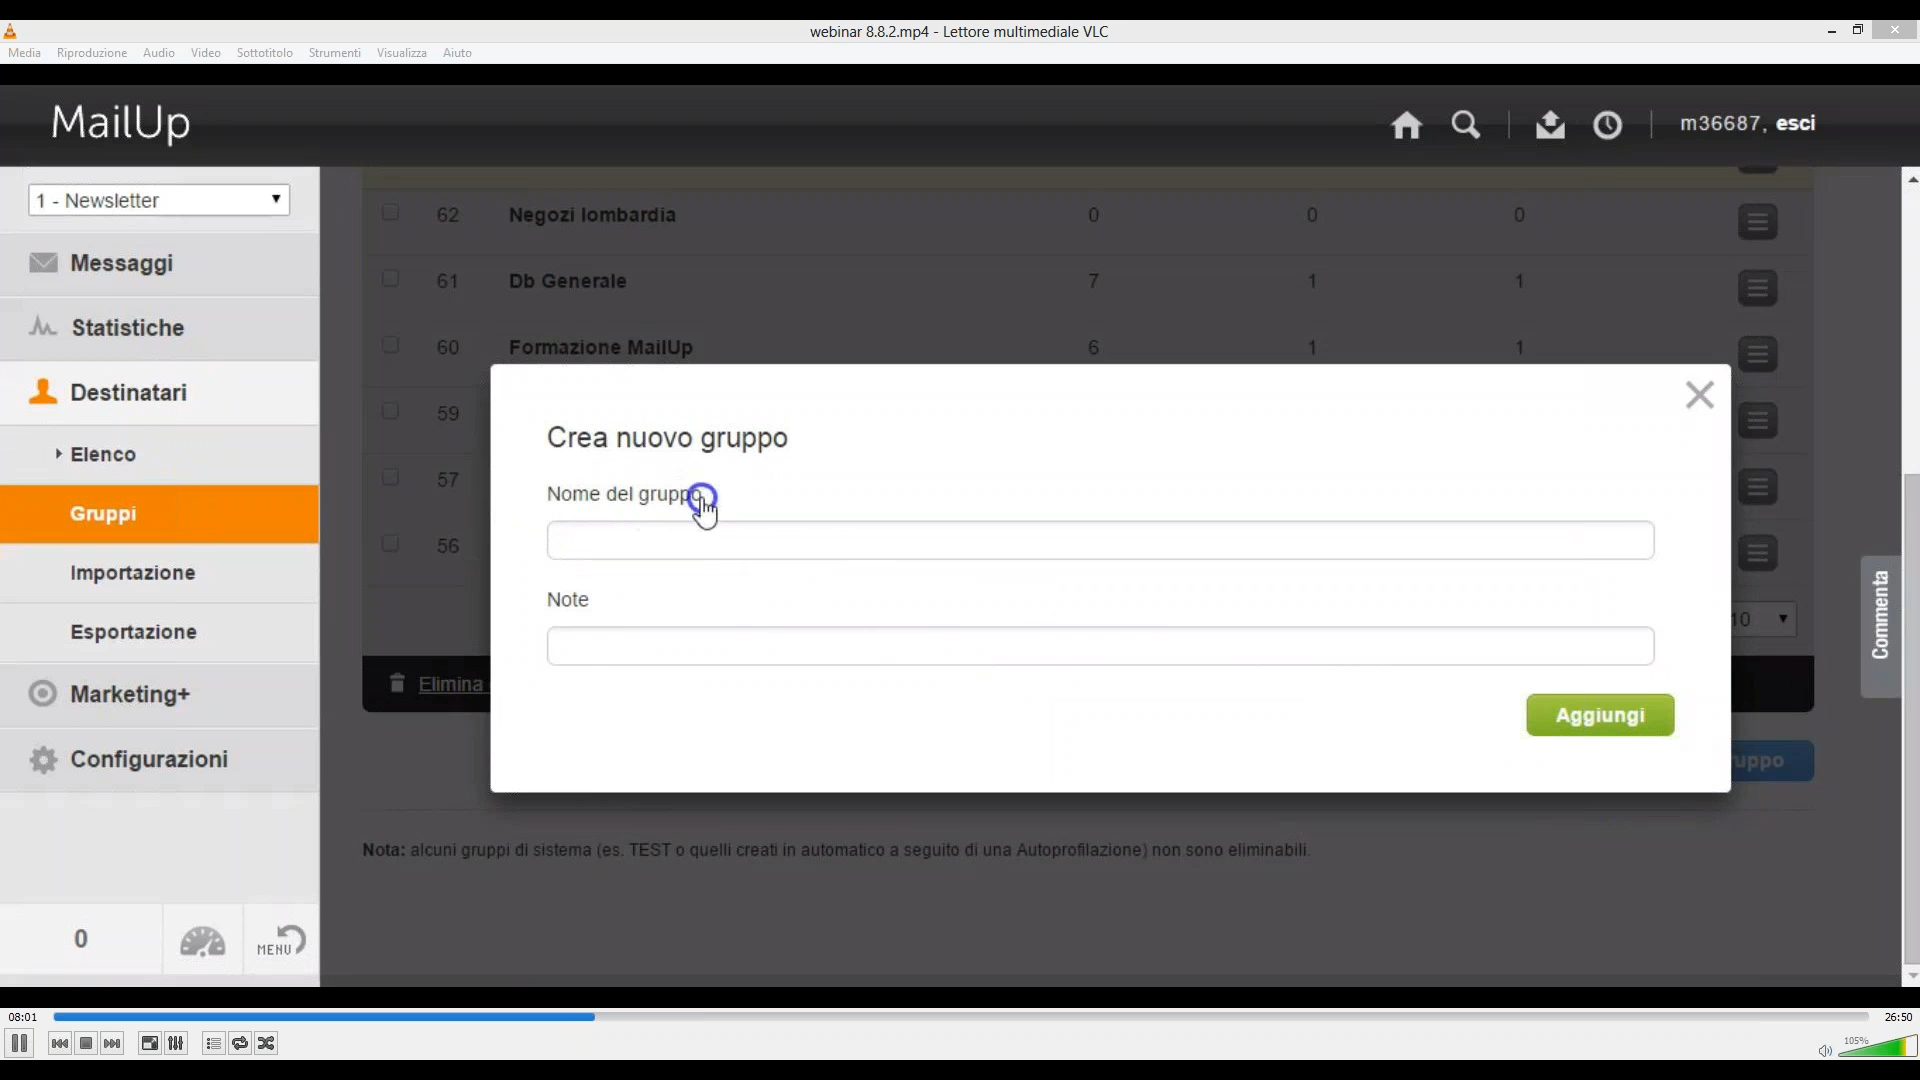 webinar 8.8.2.mp4 - Lettore multimediale VLC
Media Riproduzione Audio Video Sottotitolo Strumenti Visualizza Aiuto
MailUp
m36687, esci
1 - Newsletter
Messaggi
Statistiche
Destinatari
Elenco
Gruppi
Importazione
Esportazione
Marketing+
Configurazioni
0
MENU
62 Negozi lombardia 0 0 0
61 Db Generale 7 1 1
60 Formazione MailUp 6 1 1
59
57
56
10
Elimina
Crea nuovo gruppo
Nome del gruppo
Note
Aggiungi
uppo
Nota: alcuni gruppi di sistema (es. TEST o quelli creati in automatico a seguito di una Autoprofilazione) non sono eliminabili.
Commenta
08:01
26:50
105%